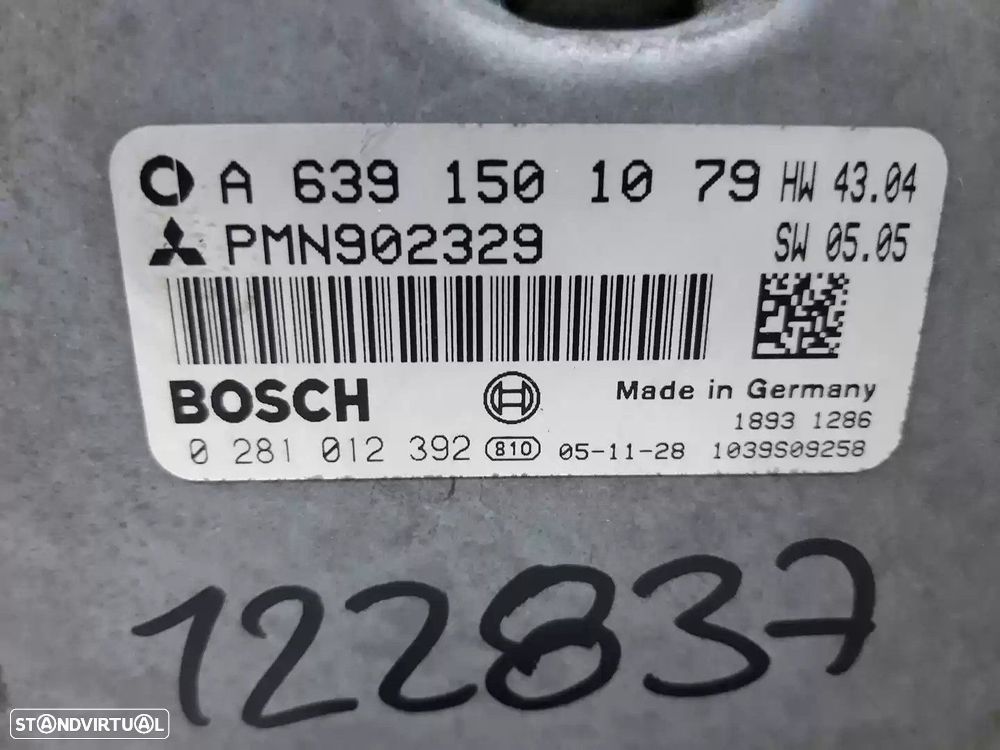 A 639 150 10 79 HW 43.04
PMN902329 SW 05.05
BOSCH Made in Germany
1893 1286
0 281 012 392 810 05-11-28 1039S09258
122837
STANDVIRTUAL